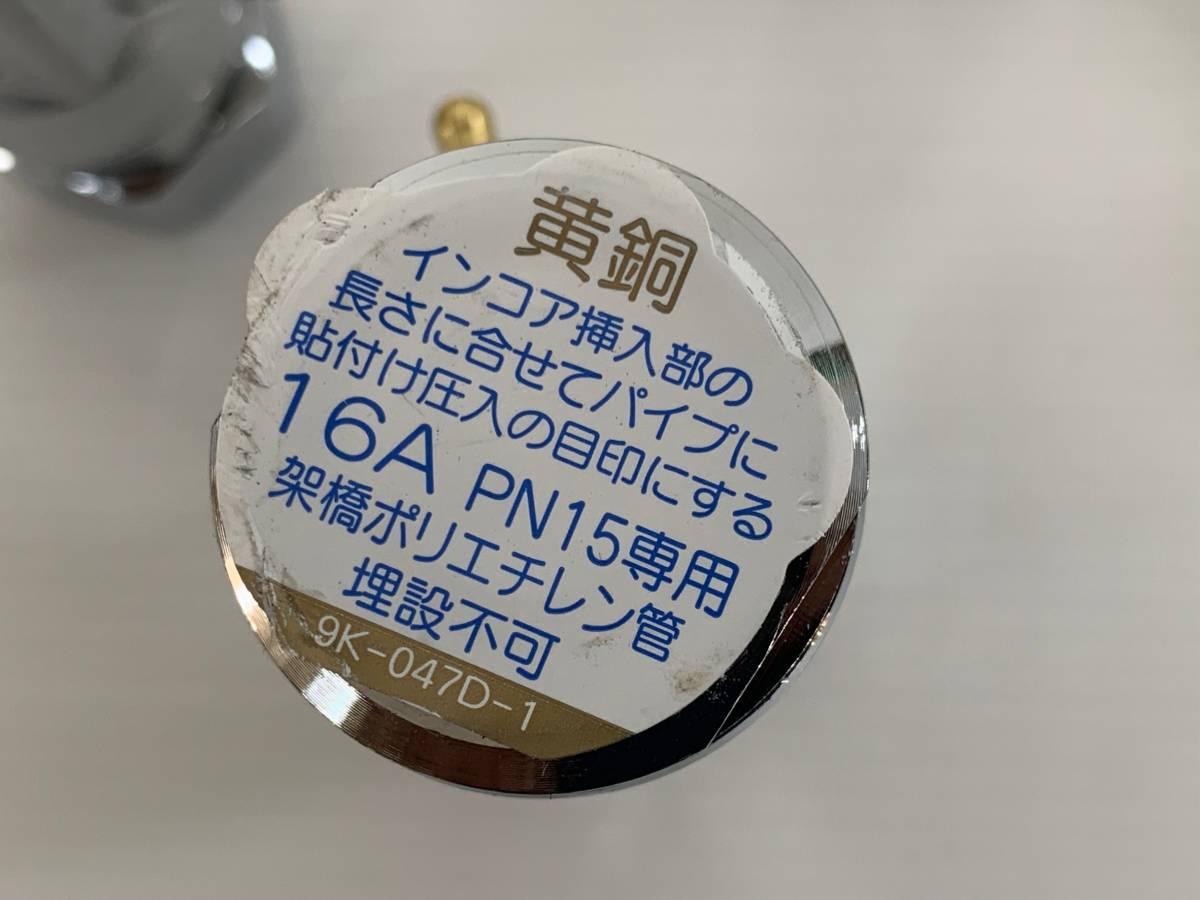 黄銅
インコア挿入部の
長さに合せてパイプに
貼付け圧入の目印にする
16A PN15専用
架橋ポリエチレン管
埋設不可
9K-047D-1